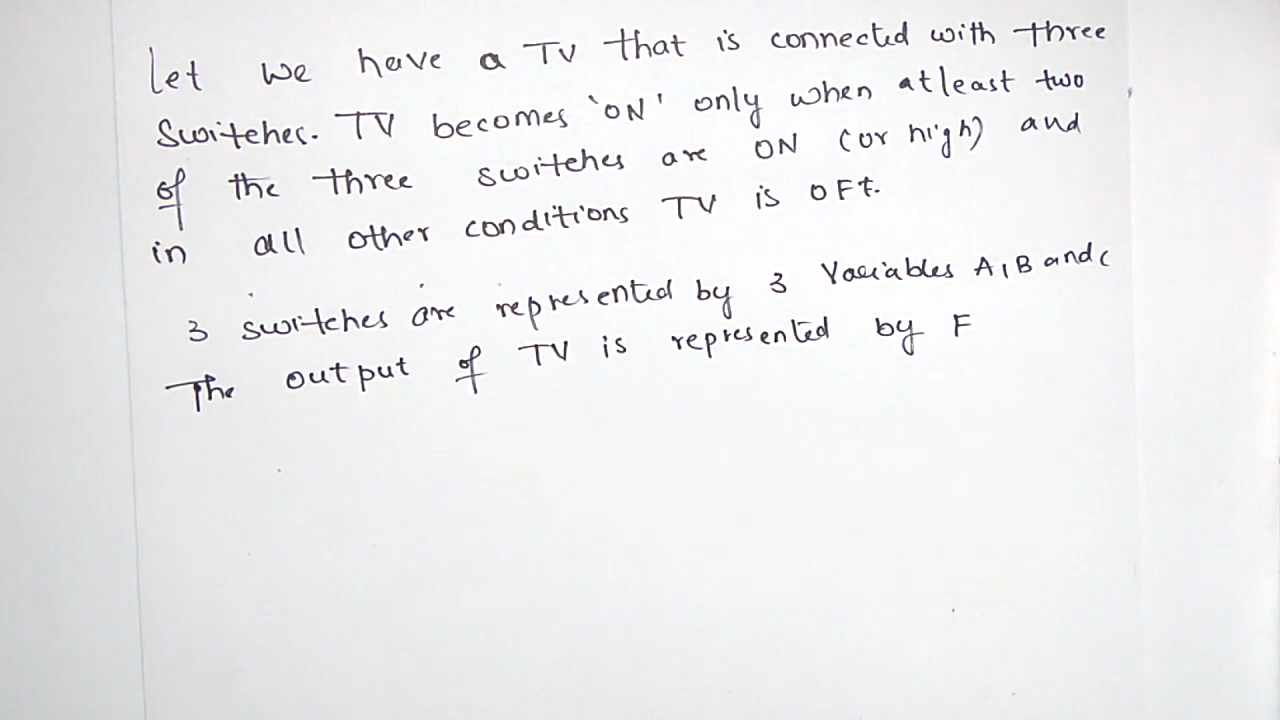 Let we have a TV that is connected with three
Switches. TV becomes 'ON' only when atleast two
of the three switches are ON (or high) and
in all other conditions TV is OFF.
3 switches are represented by 3 Variables A, B and C
The output of TV is represented by F